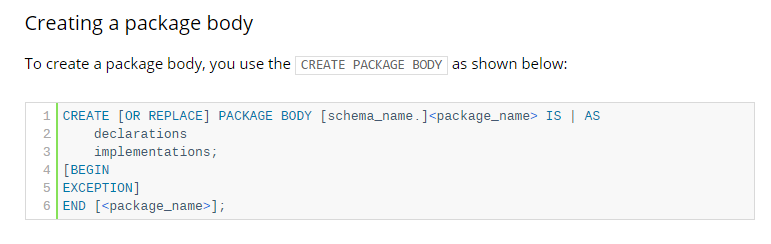 Creating a package body
To create a package body, you use the CREATE PACKAGE BODY as shown below:
1 CREATE [OR REPLACE] PACKAGE BODY [schema_name.]<package_name> IS | AS
2     declarations
3     implementations;
4 [BEGIN
5 EXCEPTION]
6 END [<package_name>];